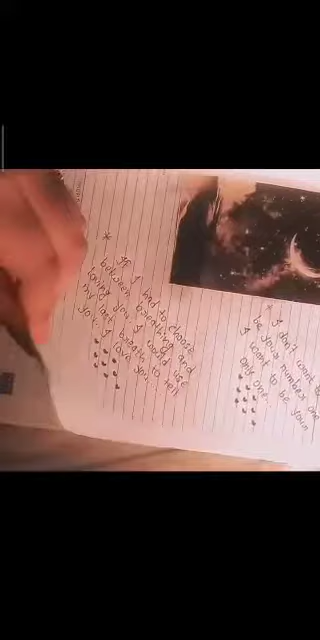 * If I had to choose
between breathing and
loving you. I would use
my last breath to tell
you. I love you.
* I don't want to
be your number one
I want to be your
only one.